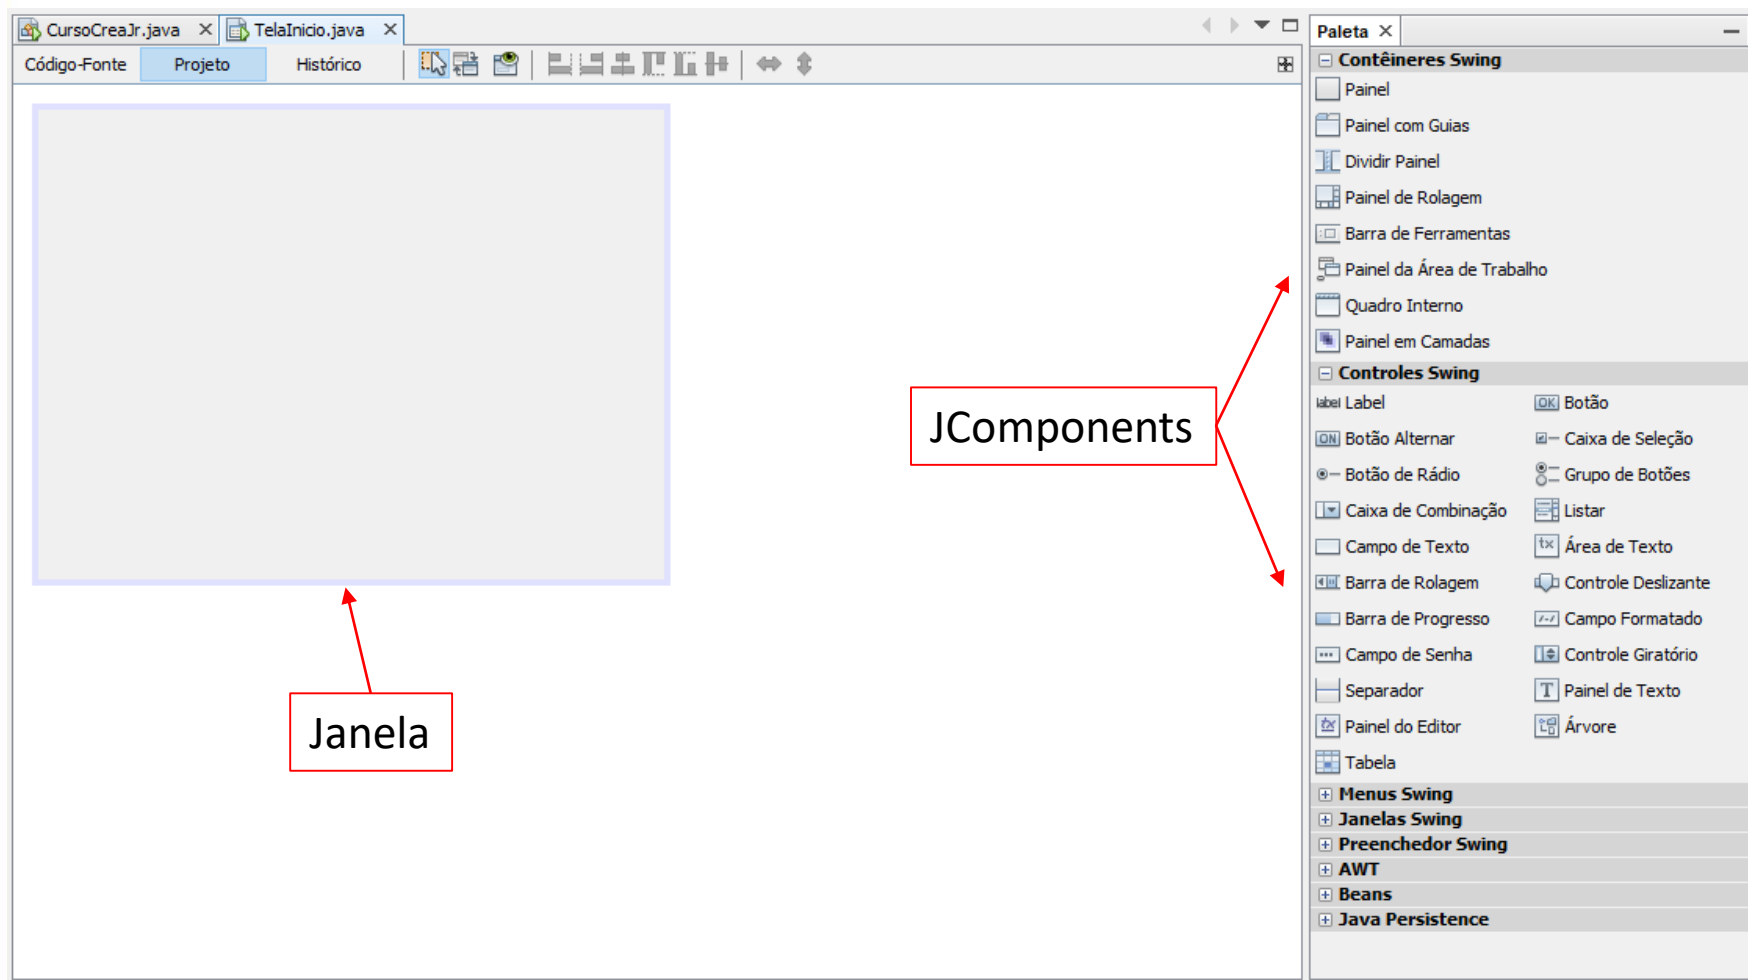 CursoCreaJr.java
TelaInicio.java
Código-Fonte Projeto Histórico
Janela
JComponents
Paleta
Contêineres Swing
Painel
Painel com Guias
Dividir Painel
Painel de Rolagem
Barra de Ferramentas
Painel da Área de Trabalho
Quadro Interno
Painel em Camadas
Controles Swing
label Label
OK Botão
ON Botão Alternar
Caixa de Seleção
Botão de Rádio
Grupo de Botões
Caixa de Combinação
Listar
Campo de Texto
tx Área de Texto
Barra de Rolagem
Controle Deslizante
Barra de Progresso
Campo Formatado
Campo de Senha
Controle Giratório
Separador
T Painel de Texto
Painel do Editor
Árvore
Tabela
Menus Swing
Janelas Swing
Preenchedor Swing
AWT
Beans
Java Persistence